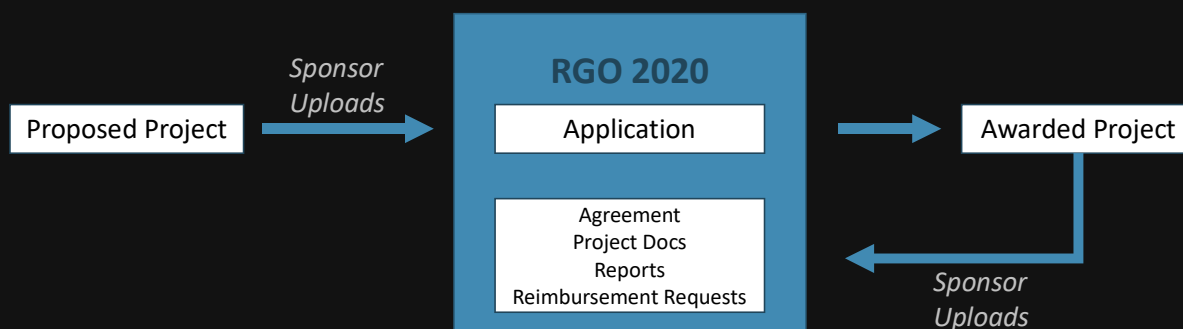 Proposed Project
Sponsor
Uploads
RGO 2020
Application
Agreement
Project Docs
Reports
Reimbursement Requests
Awarded Project
Sponsor
Uploads